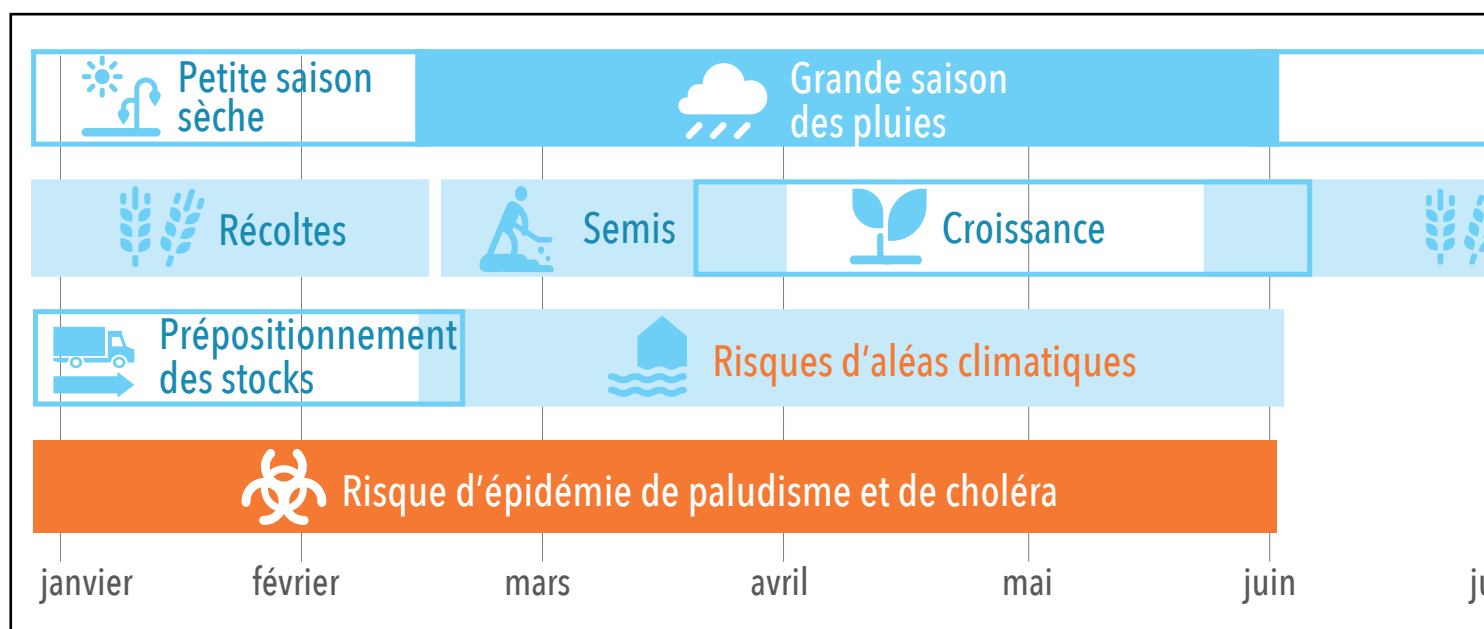 Petite saison
sèche
Grande saison
des pluies
Récoltes
Semis
Croissance
Prépositionnement
des stocks
Risques d'aléas climatiques
Risque d'épidémie de paludisme et de choléra
janvier février mars avril mai juin